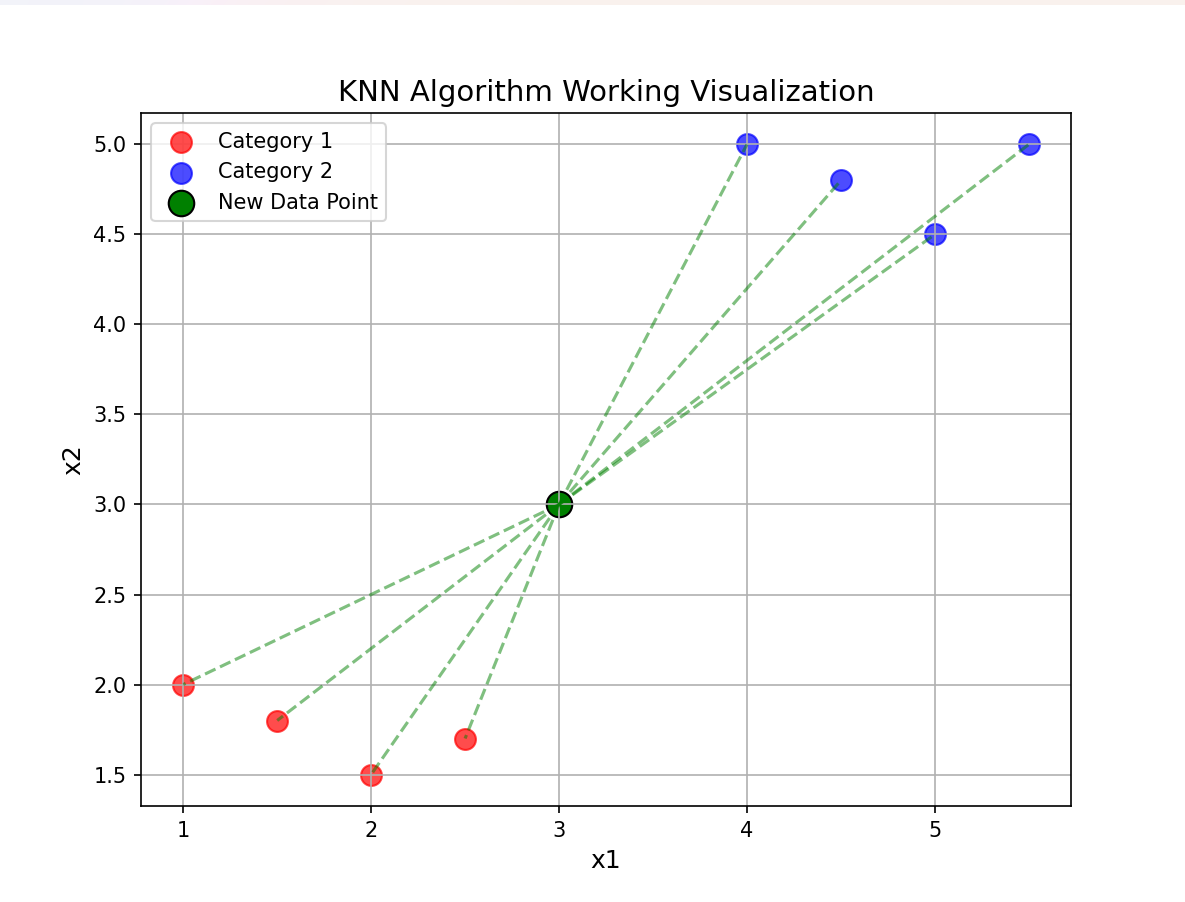 KNN Algorithm Working Visualization
Category 1
Category 2
New Data Point
5.0
4.5
4.0
3.5
3.0
2.5
2.0
1.5
x2
1 2 3 4 5
x1